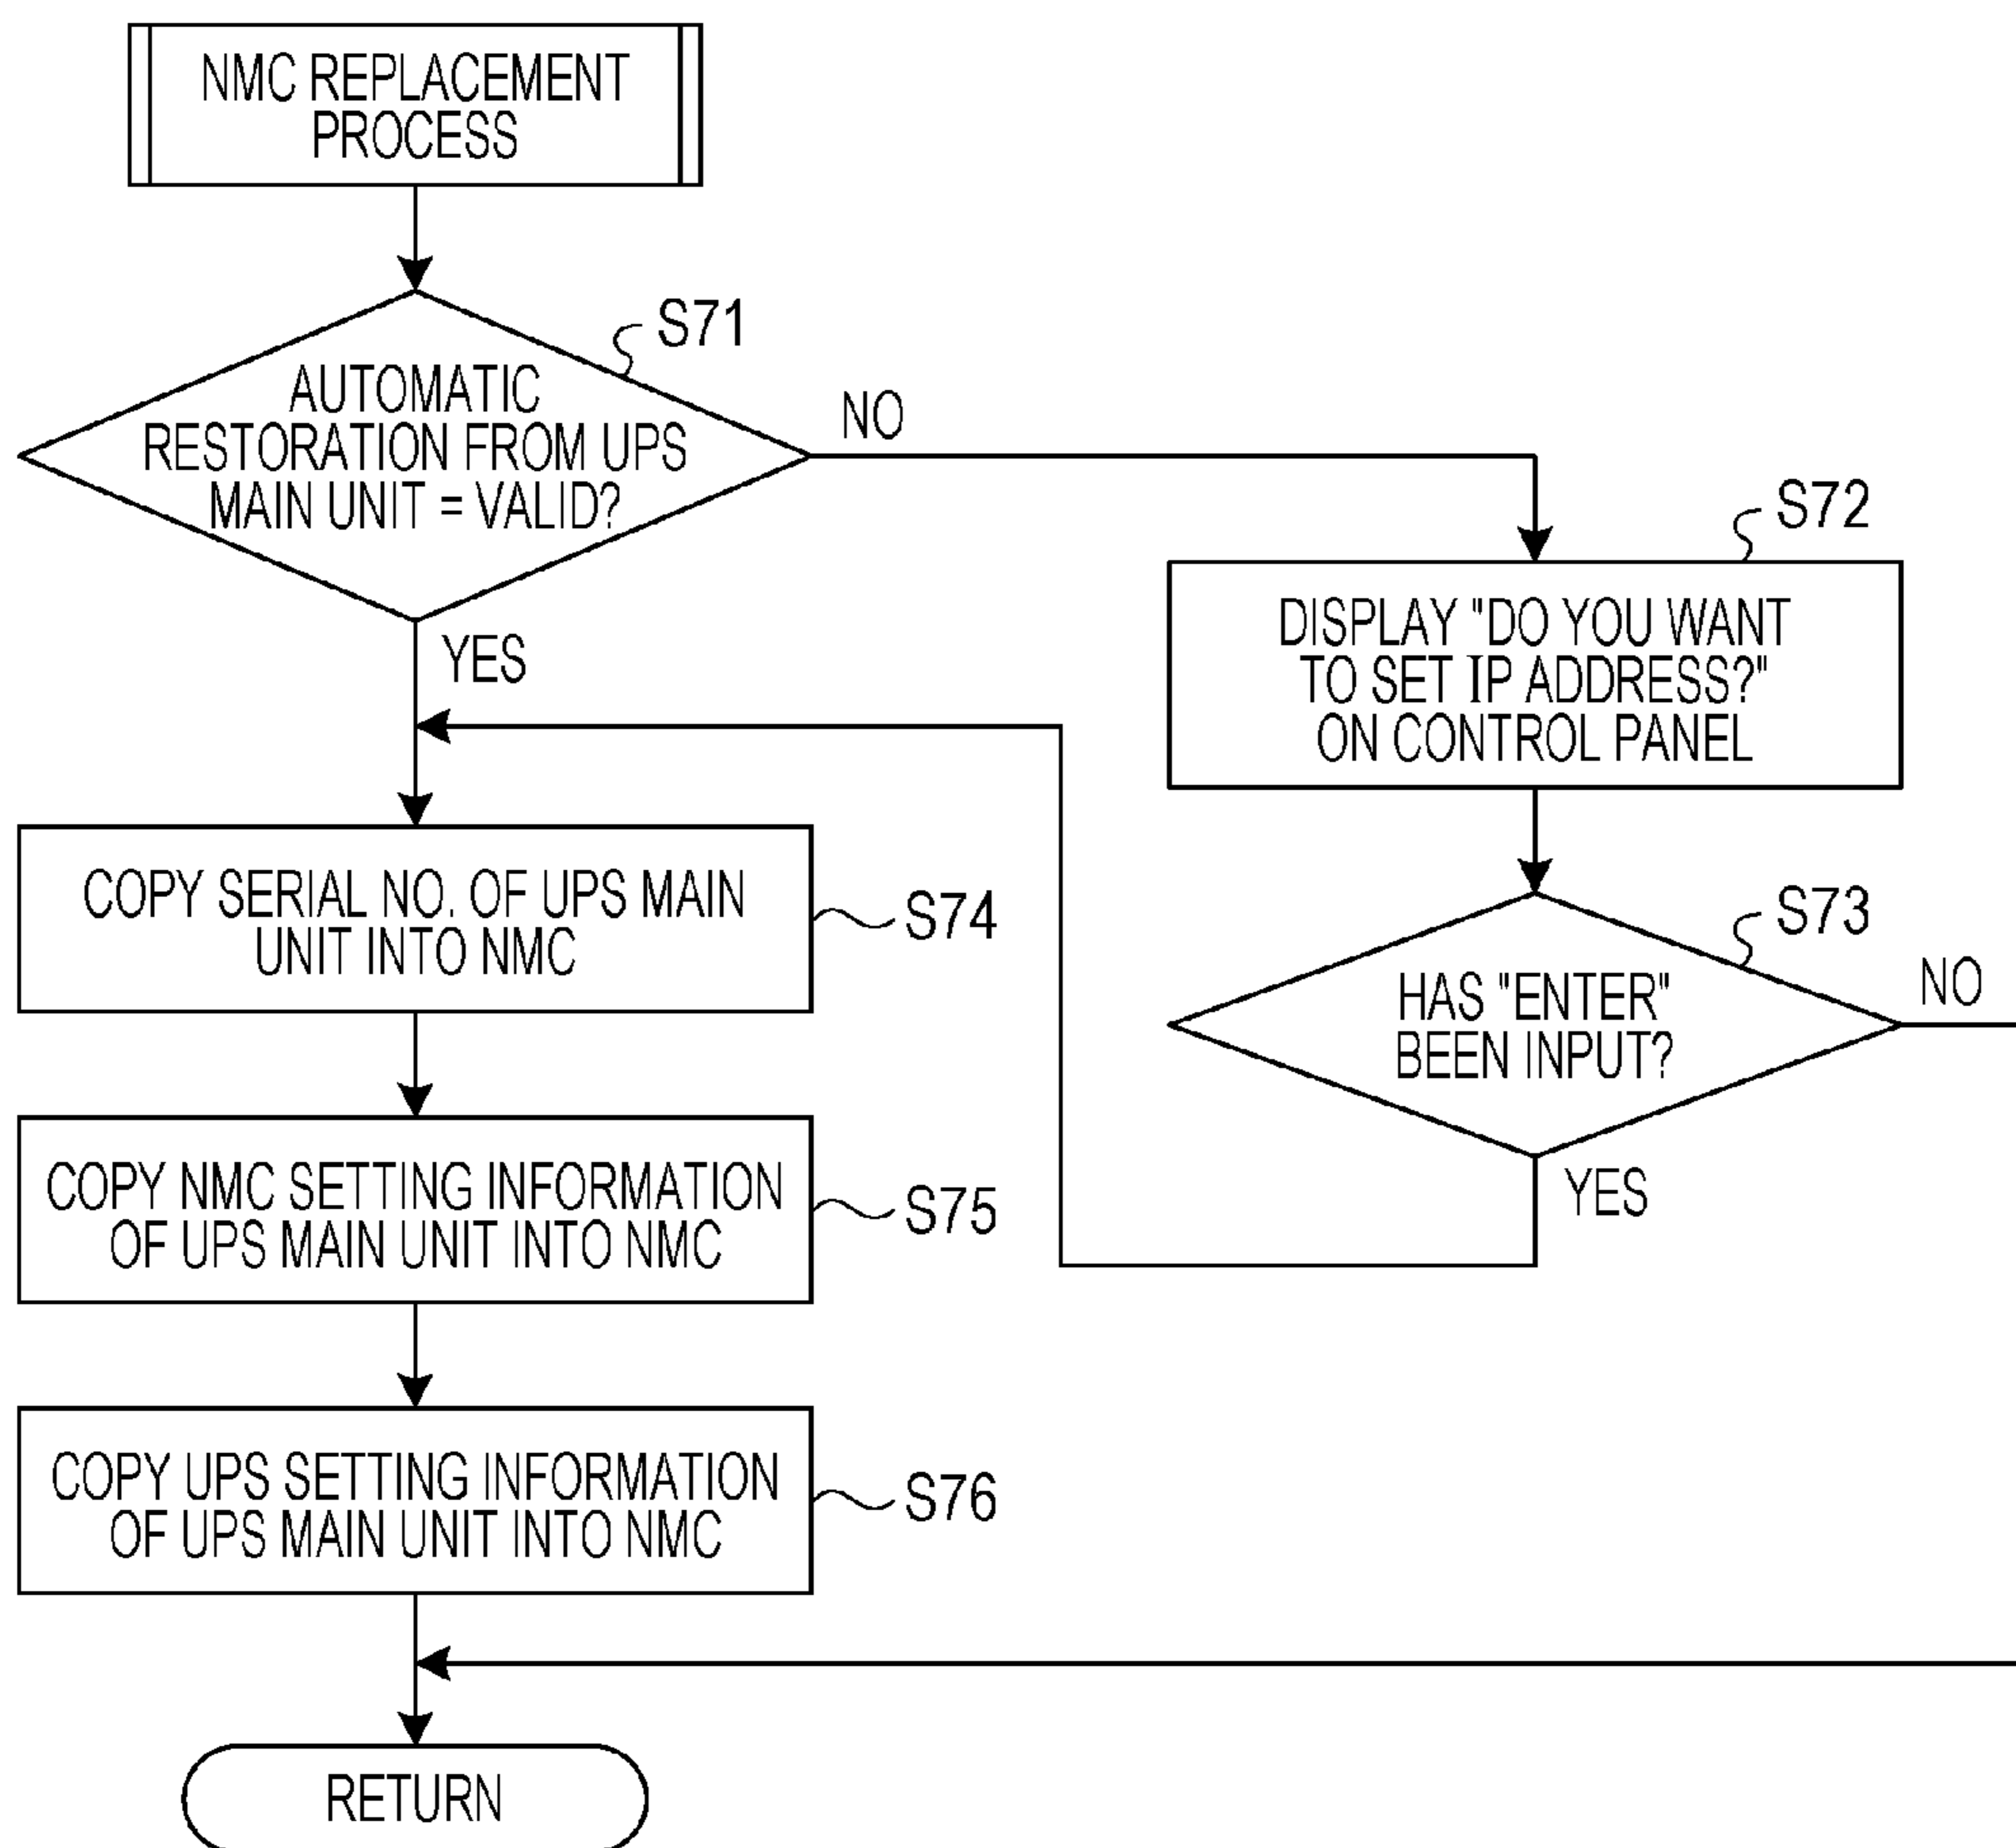 NMC REPLACEMENT
PROCESS
S71
AUTOMATIC
RESTORATION FROM UPS
MAIN UNIT = VALID?
NO
YES
S72
DISPLAY "DO YOU WANT
TO SET IP ADDRESS?"
ON CONTROL PANEL
S73
HAS "ENTER"
BEEN INPUT?
NO
YES
COPY SERIAL NO. OF UPS MAIN
UNIT INTO NMC
S74
COPY NMC SETTING INFORMATION
OF UPS MAIN UNIT INTO NMC
S75
COPY UPS SETTING INFORMATION
OF UPS MAIN UNIT INTO NMC
S76
RETURN